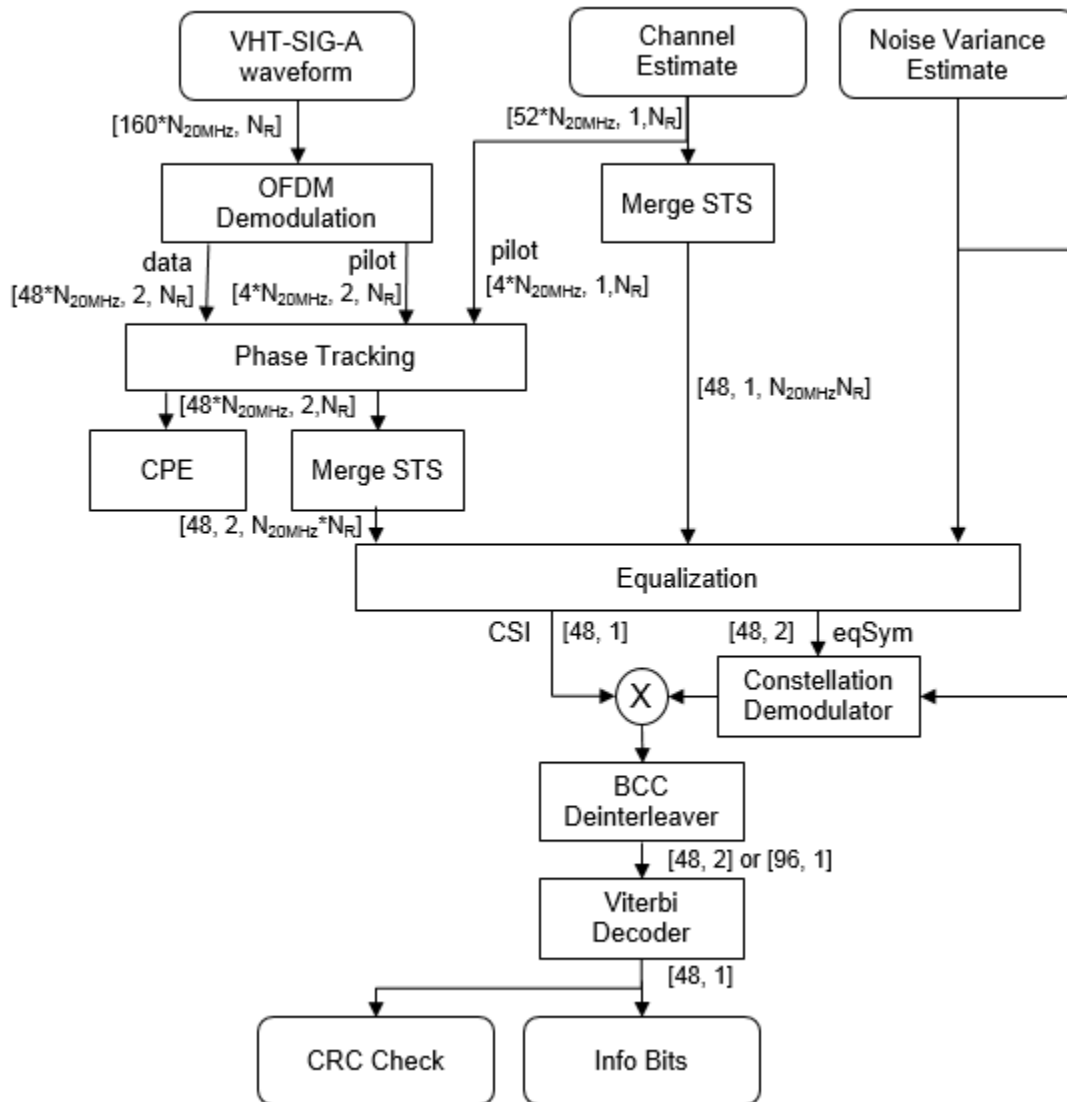 VHT-SIG-A
waveform
Channel
Estimate
Noise Variance
Estimate
[160*N20MHz, NR]
[52*N20MHz, 1,NR]
OFDM
Demodulation
Merge STS
data
pilot
pilot
[48*N20MHz, 2, NR]
[4*N20MHz, 2, NR]
[4*N20MHz, 1,NR]
Phase Tracking
[48, 1, N20MHzNR]
[48*N20MHz, 2,NR]
CPE
Merge STS
[48, 2, N20MHz*NR]
Equalization
CSI
[48, 1]
[48, 2]
eqSym
X
Constellation
Demodulator
BCC
Deinterleaver
[48, 2] or [96, 1]
Viterbi
Decoder
[48, 1]
CRC Check
Info Bits